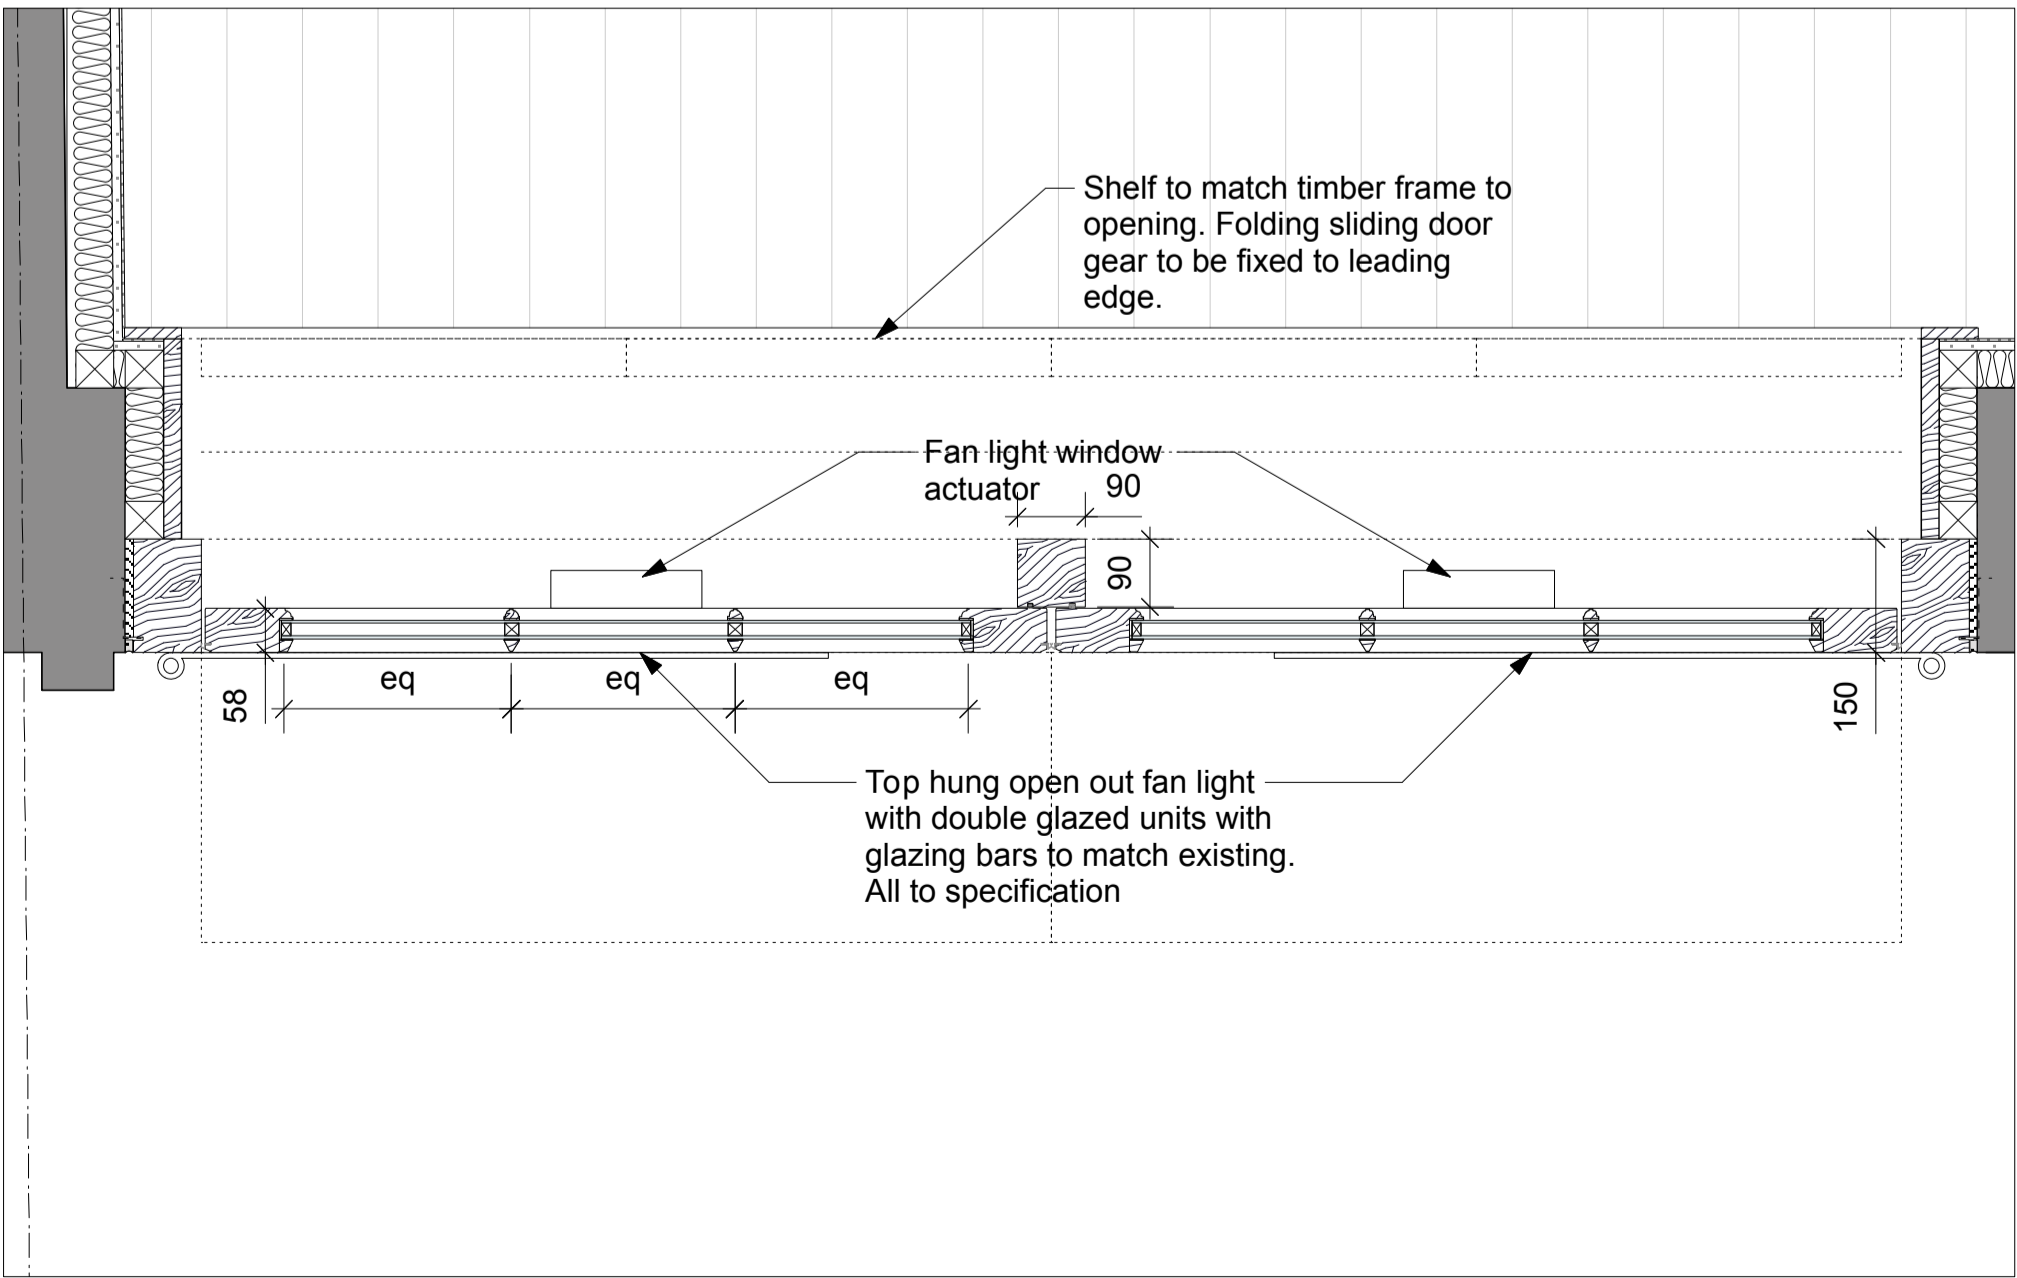 Shelf to match timber frame to
opening. Folding sliding door
gear to be fixed to leading
edge.
Fan light window
actuator
90
90
eq
eq
eq
58
150
Top hung open out fan light
with double glazed units with
glazing bars to match existing.
All to specification